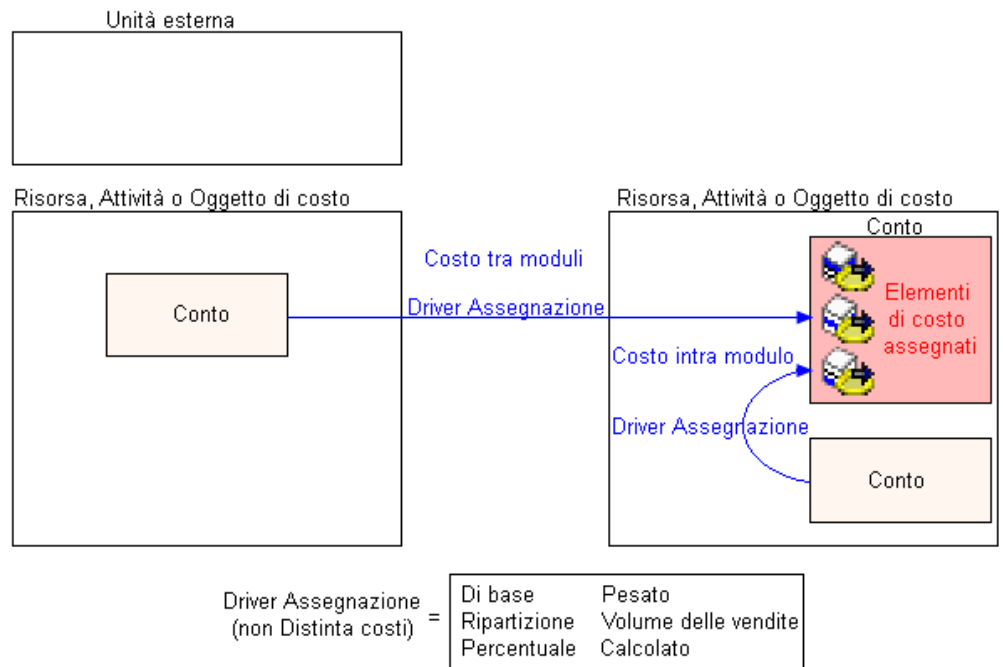 Unità esterna
Risorsa, Attività o Oggetto di costo
Conto
Costo tra moduli
Driver Assegnazione
Risorsa, Attività o Oggetto di costo
Conto
Elementi
di costo
assegnati
Costo intra modulo
Driver Assegnazione
Conto
Driver Assegnazione
(non Distinta costi)
=
Di base Pesato
Ripartizione Volume delle vendite
Percentuale Calcolato